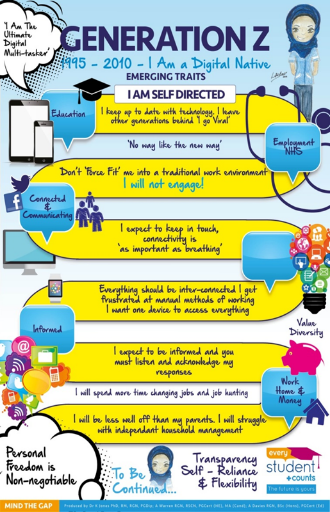 'I Am The
Ultimate
Digital
Multi-tasker'
GENERATION Z
1995 - 2010 - I Am a Digital Native
EMERGING TRAITS
I AM SELF DIRECTED
Education
I keep up to date with technology, I leave
other generations behind 'I go Viral'
'No way like the new way'
Employment
NHS
Don't 'Force Fit' me into a traditional work environment
I will not engage!
Connected
&
Communicating
I expect to keep in touch,
connectivity is
'as important as breathing'
Everything should be inter-connected I get
frustrated at manual methods of working
I want one device to access everything
Value
Diversity
Informed
I expect to be informed and you
must listen and acknowledge my
responses
I will spend more time changing jobs and job hunting
Work
Home &
Money
I will be less well off than my parents. I will struggle
with independant household management
Personal
Freedom is
Non-negotiable
To Be
Continued...
Transparency
Self - Reliance
& Flexibility
every
student
counts
The future is yours
MIND THE GAP